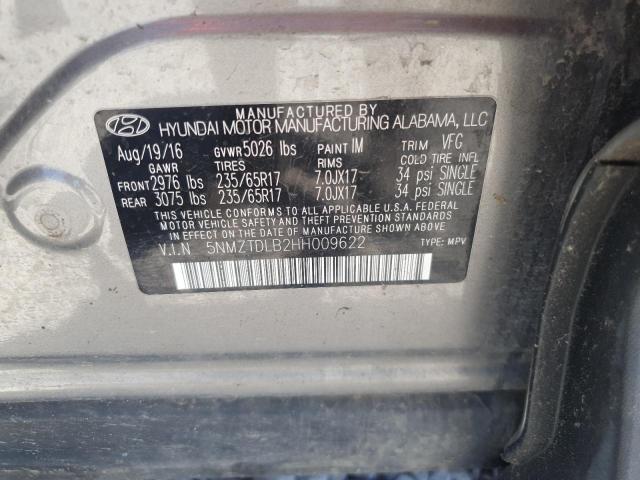 MANUFACTURED BY
HYUNDAI MOTOR MANUFACTURING ALABAMA, LLC
Aug/19/16 GVWR 5026 lbs PAINT IM TRIM VFG
GAWR TIRES RIMS COLD TIRE INFL
FRONT 2976 lbs 235/65R17 7.0JX17 34 psi SINGLE
REAR 3075 lbs 235/65R17 7.0JX17 34 psi SINGLE
THIS VEHICLE CONFORMS TO ALL APPLICABLE U.S.A. FEDERAL
MOTOR VEHICLE SAFETY AND THEFT PREVENTION STANDARDS
IN EFFECT ON THE DATE OF MANUFACTURE SHOWN ABOVE.
V.I.N 5NMZTDLB2HH009622 TYPE: MPV